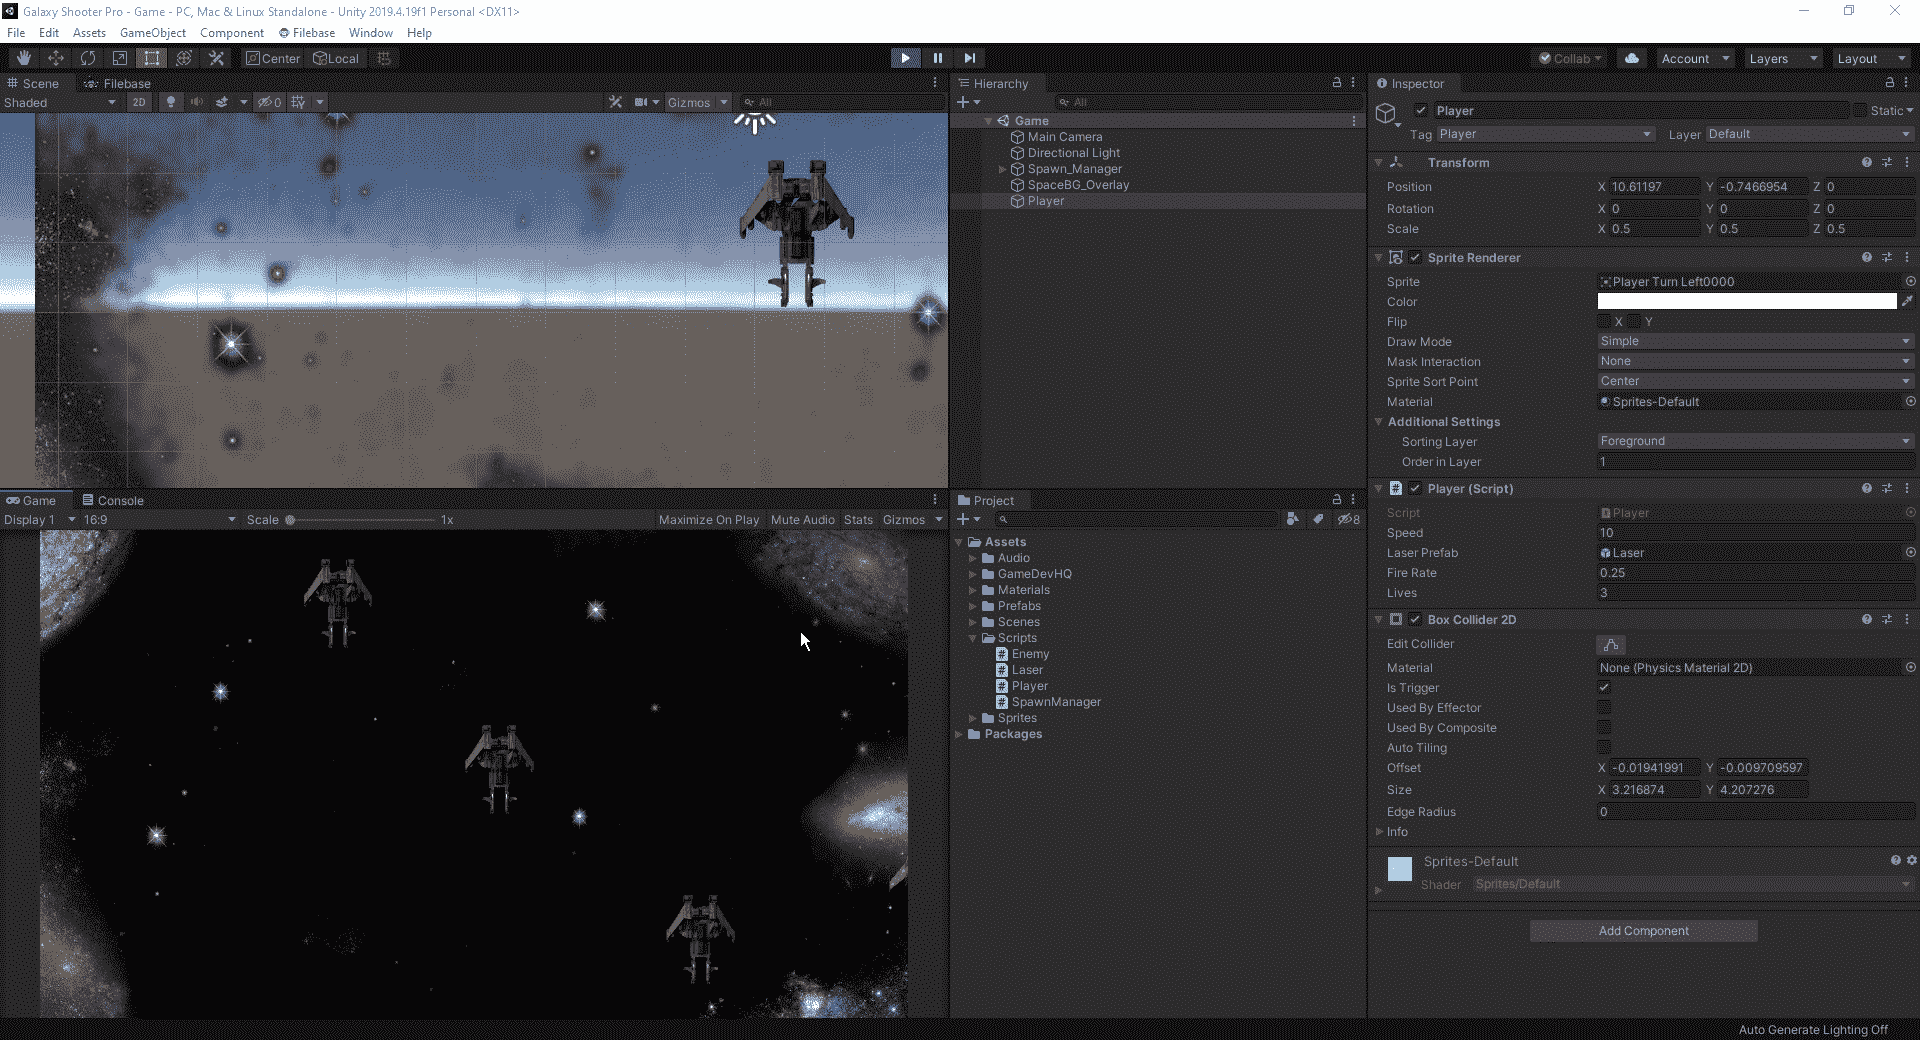 Galaxy Shooter Pro - Game - PC, Mac & Linux Standalone - Unity 2019.4.19f1 Personal <DX11>
File Edit Assets GameObject Component Filebase Window Help
Center Local Collab Account Layers Layout
Scene Filebase
Shaded 2D 0 Gizmos All
Hierarchy
All
Game
Main Camera
Directional Light
Spawn_Manager
SpaceBG_Overlay
Player
Game Console
Display 1 16:9 Scale 1x Maximize On Play Mute Audio Stats Gizmos
Project
8
Assets
Audio
GameDevHQ
Materials
Prefabs
Scenes
Scripts
Enemy
Laser
Player
SpawnManager
Sprites
Packages
Inspector
Player Static
Tag Player Layer Default
Transform
Position X 10.61197 Y -0.7466954 Z 0
Rotation X 0 Y 0 Z 0
Scale X 0.5 Y 0.5 Z 0.5
Sprite Renderer
Sprite Player Turn Left0000
Color
Flip X Y
Draw Mode Simple
Mask Interaction None
Sprite Sort Point Center
Material Sprites-Default
Additional Settings
Sorting Layer Foreground
Order in Layer 1
Player (Script)
Script Player
Speed 10
Laser Prefab Laser
Fire Rate 0.25
Lives 3
Box Collider 2D
Edit Collider
Material None (Physics Material 2D)
Is Trigger
Used By Effector
Used By Composite
Auto Tiling
Offset X -0.01941991 Y -0.009709597
Size X 3.216874 Y 4.207276
Edge Radius 0
Info
Sprites-Default
Shader Sprites/Default
Add Component
Auto Generate Lighting Off